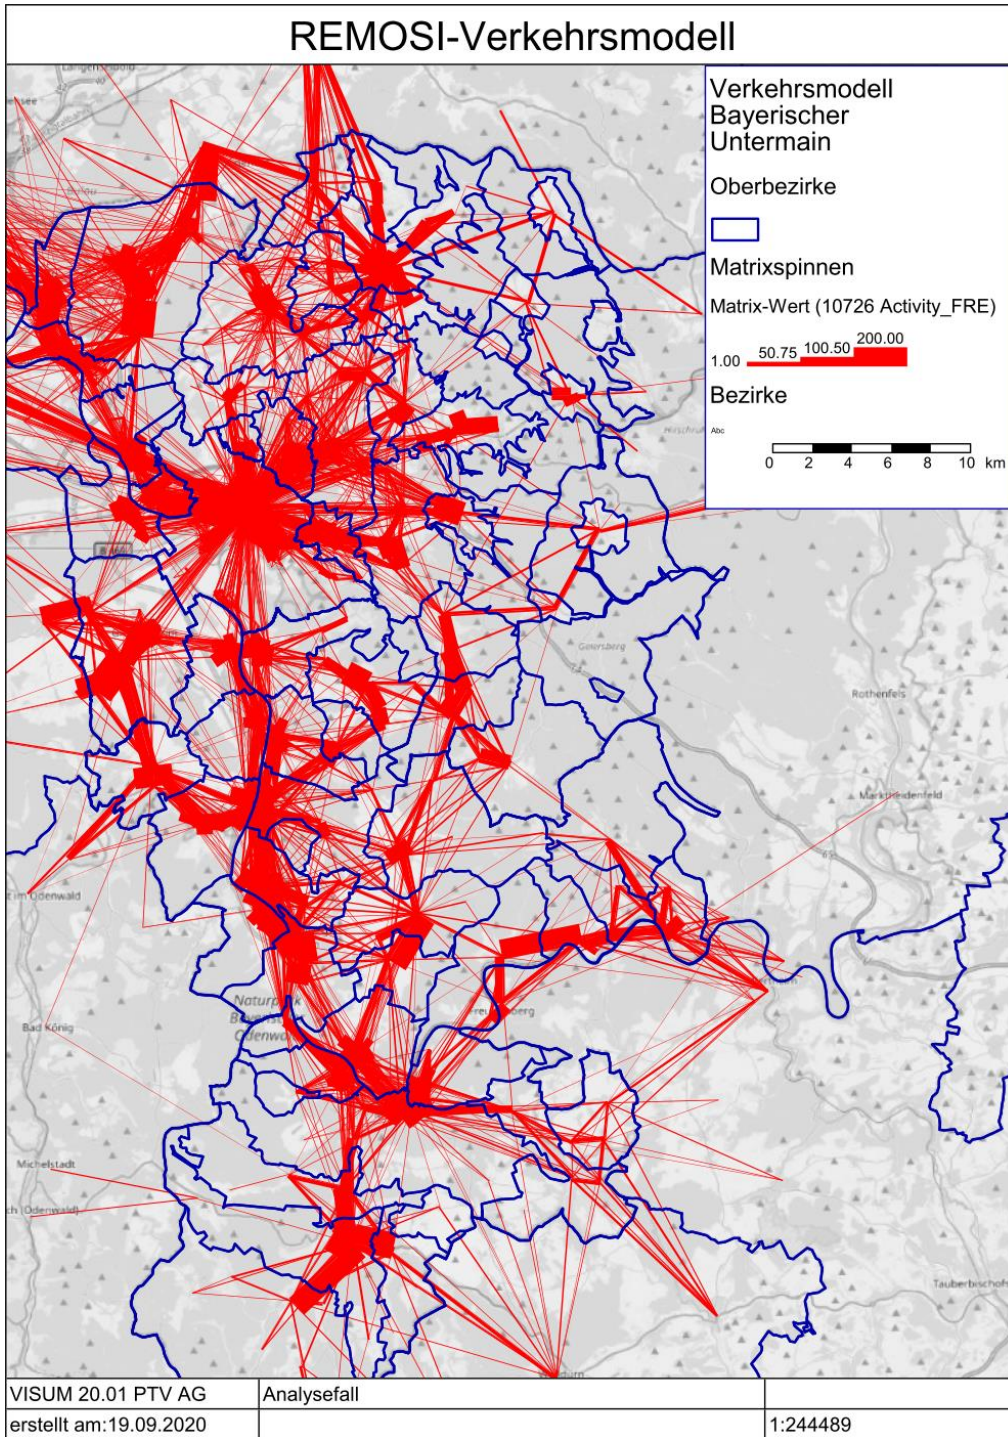 REMOSI-Verkehrsmodell
Verkehrsmodell
Bayerischer
Untermain
Oberbezirke
Matrixspinnen
Matrix-Wert (10726 Activity_FRE)
1.00 50.75 100.50 200.00
Bezirke
Abc
0 2 4 6 8 10 km
Geiersberg
Rothenfels
Marktheidenfeld
t im Odenwald
Naturpark
Odenwald
Bad König
Michelstadt
ch (Odenwald)
Tauberbischofs
VISUM 20.01 PTV AG
Analysefall
erstellt am:19.09.2020
1:244489